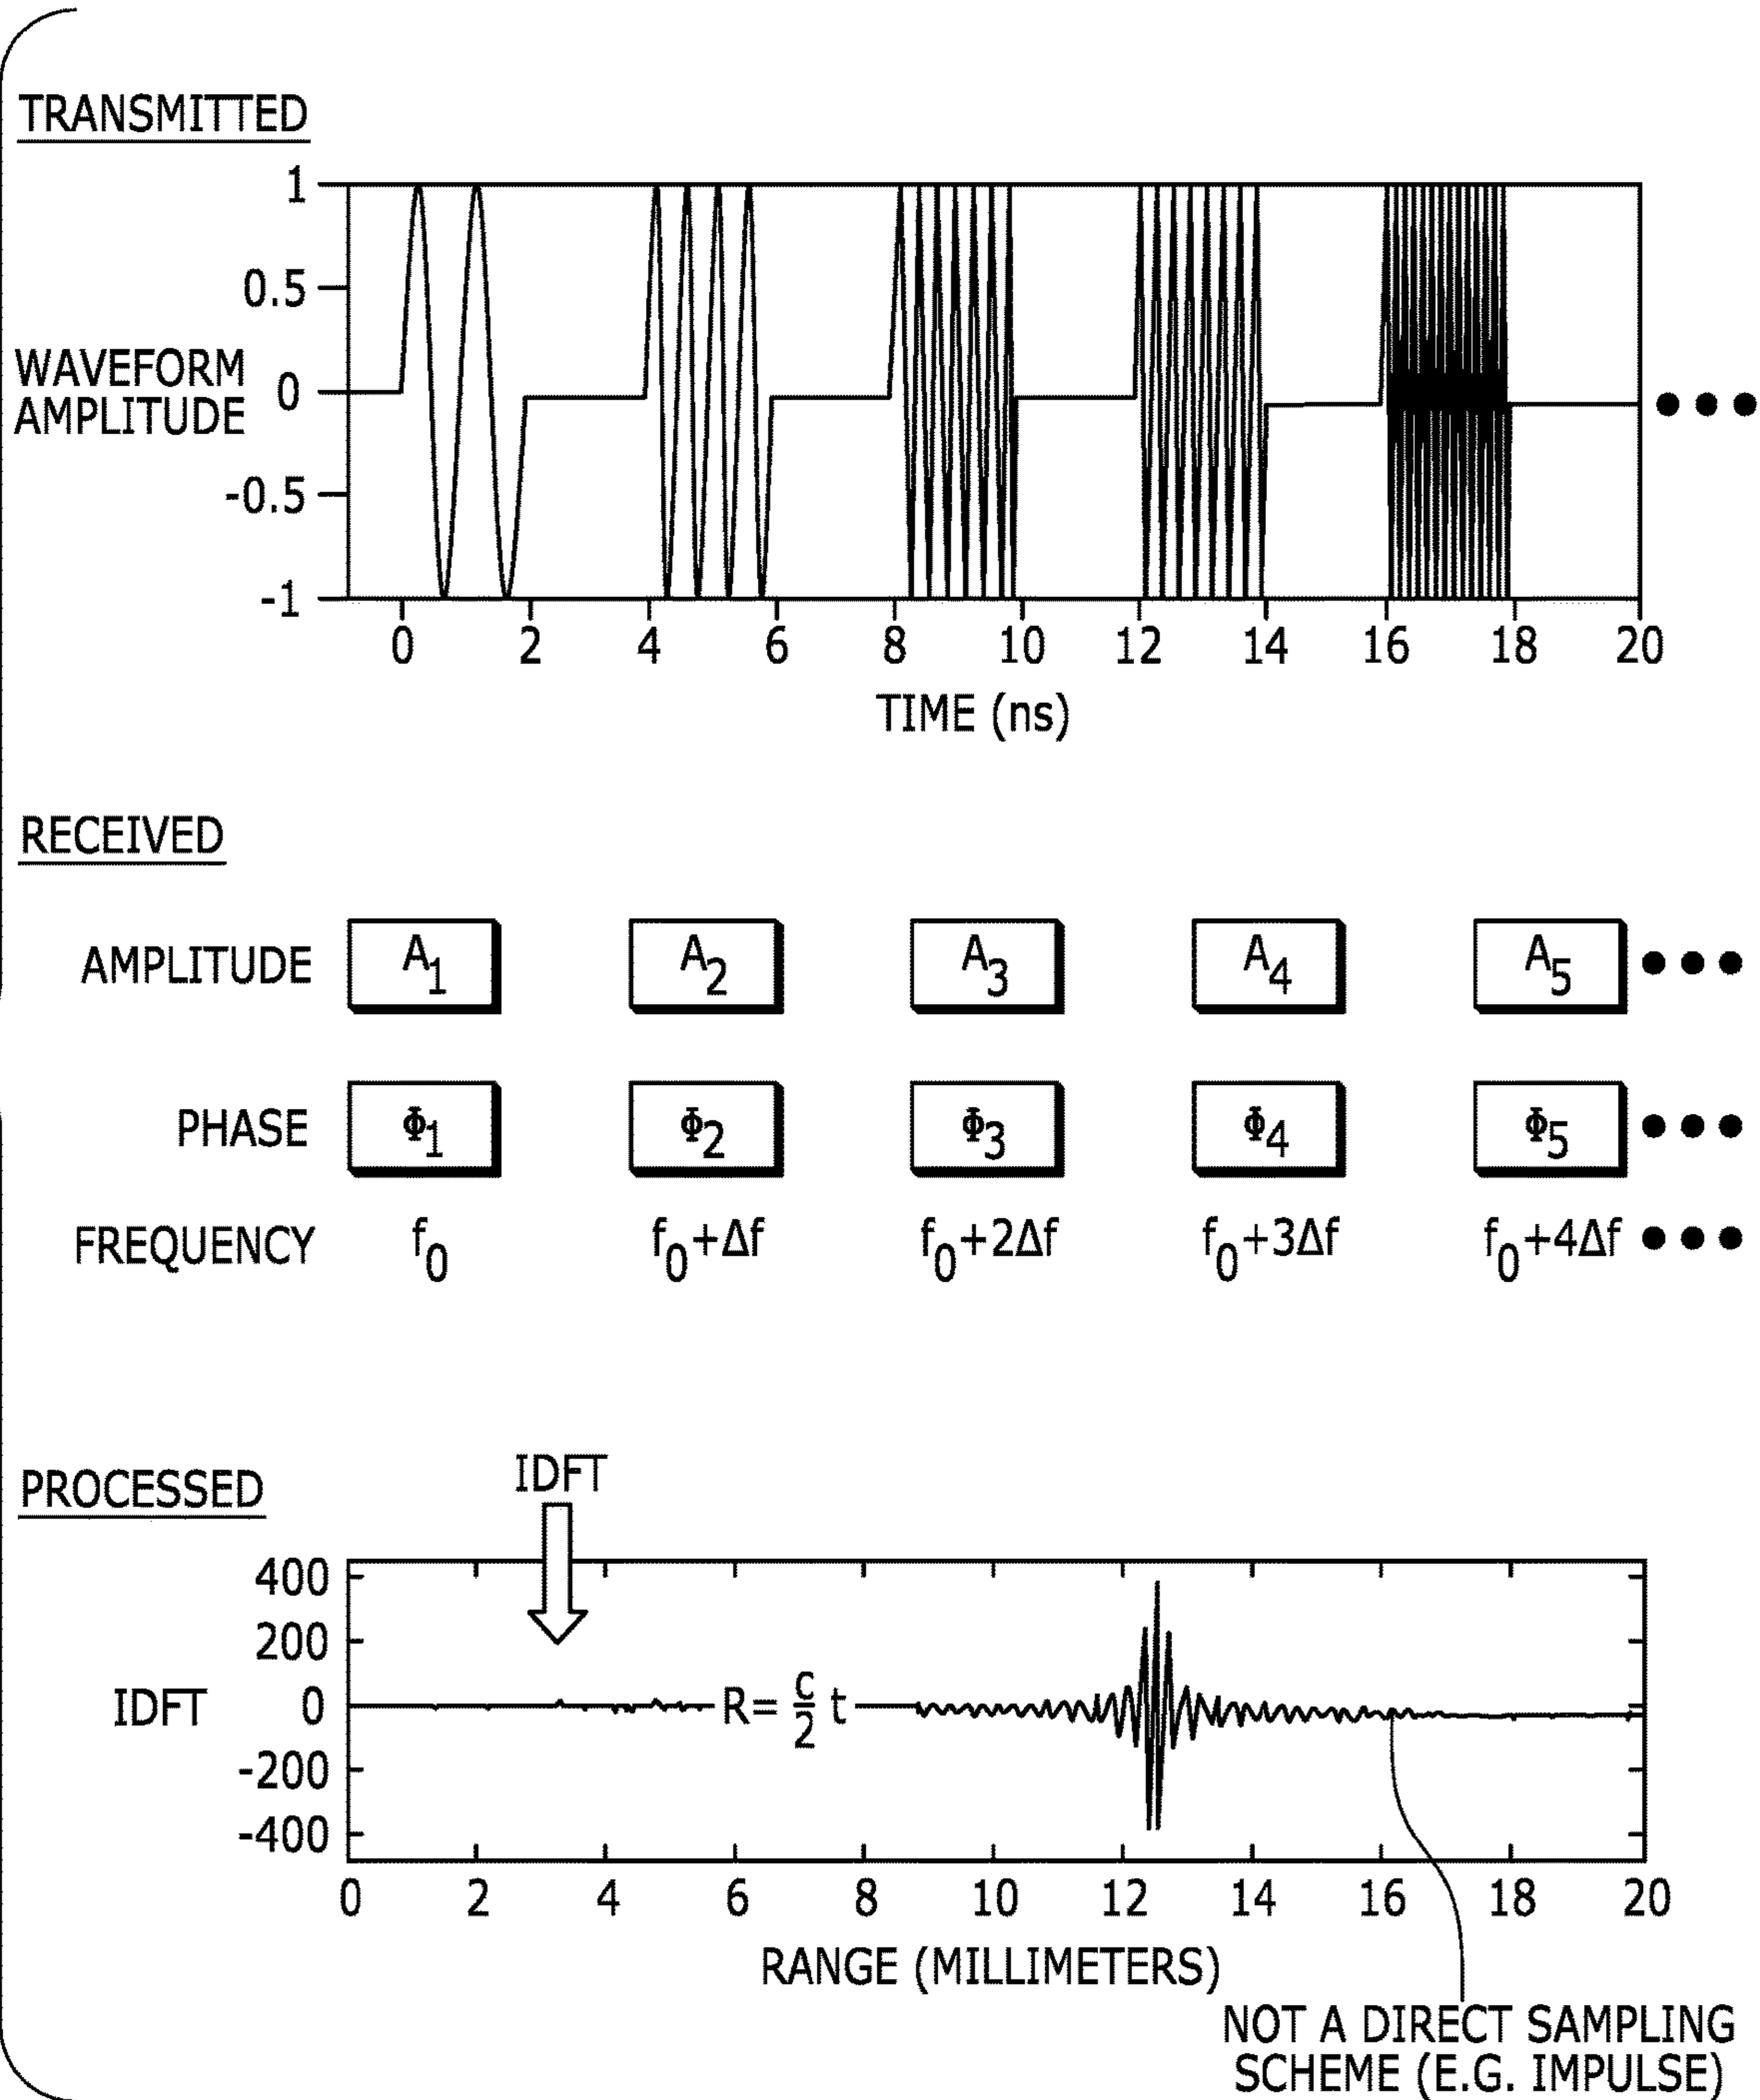 TRANSMITTED
1
0.5
WAVEFORM
AMPLITUDE
0
-0.5
-1
0 2 4 6 8 10 12 14 16 18 20
TIME (ns)
RECEIVED
AMPLITUDE A1 A2 A3 A4 A5
PHASE Φ1 Φ2 Φ3 Φ4 Φ5
FREQUENCY f0 f0+Δf f0+2Δf f0+3Δf f0+4Δf
PROCESSED
IDFT
400
200
IDFT 0 R= c/2 t
-200
-400
0 2 4 6 8 10 12 14 16 18 20
RANGE (MILLIMETERS)
NOT A DIRECT SAMPLING
SCHEME (E.G. IMPULSE)